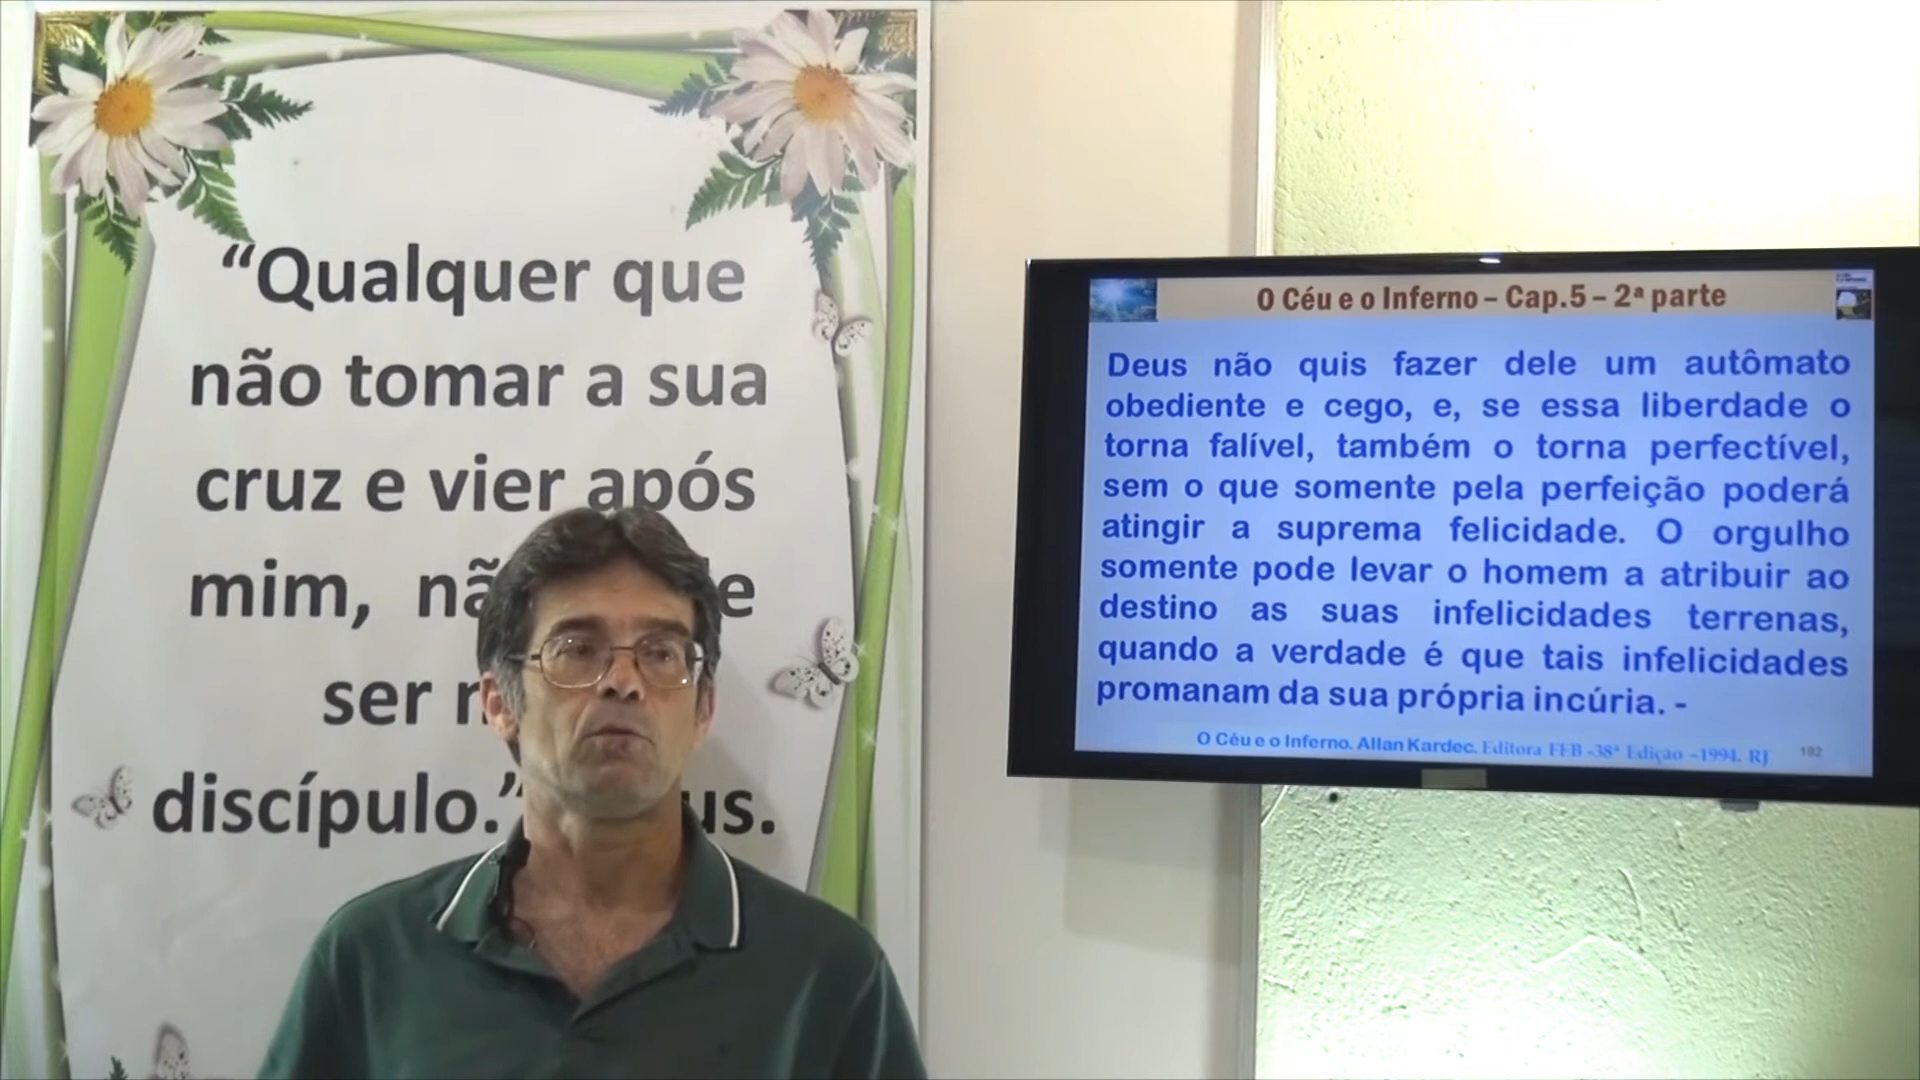 “Qualquer que
não tomar a sua
cruz e vier após
mim,
ser
discípulo.”
O Céu e o Inferno – Cap.5 – 2ª parte
Deus não quis fazer dele um autômato
obediente e cego, e, se essa liberdade o
torna falível, também o torna perfectível,
sem o que somente pela perfeição poderá
atingir a suprema felicidade. O orgulho
somente pode levar o homem a atribuir ao
destino as suas infelicidades terrenas,
quando a verdade é que tais infelicidades
promanam da sua própria incúria. -
O Céu e o Inferno. Allan Kardec. Editora FEB -38ª Edição –1994. RJ
192